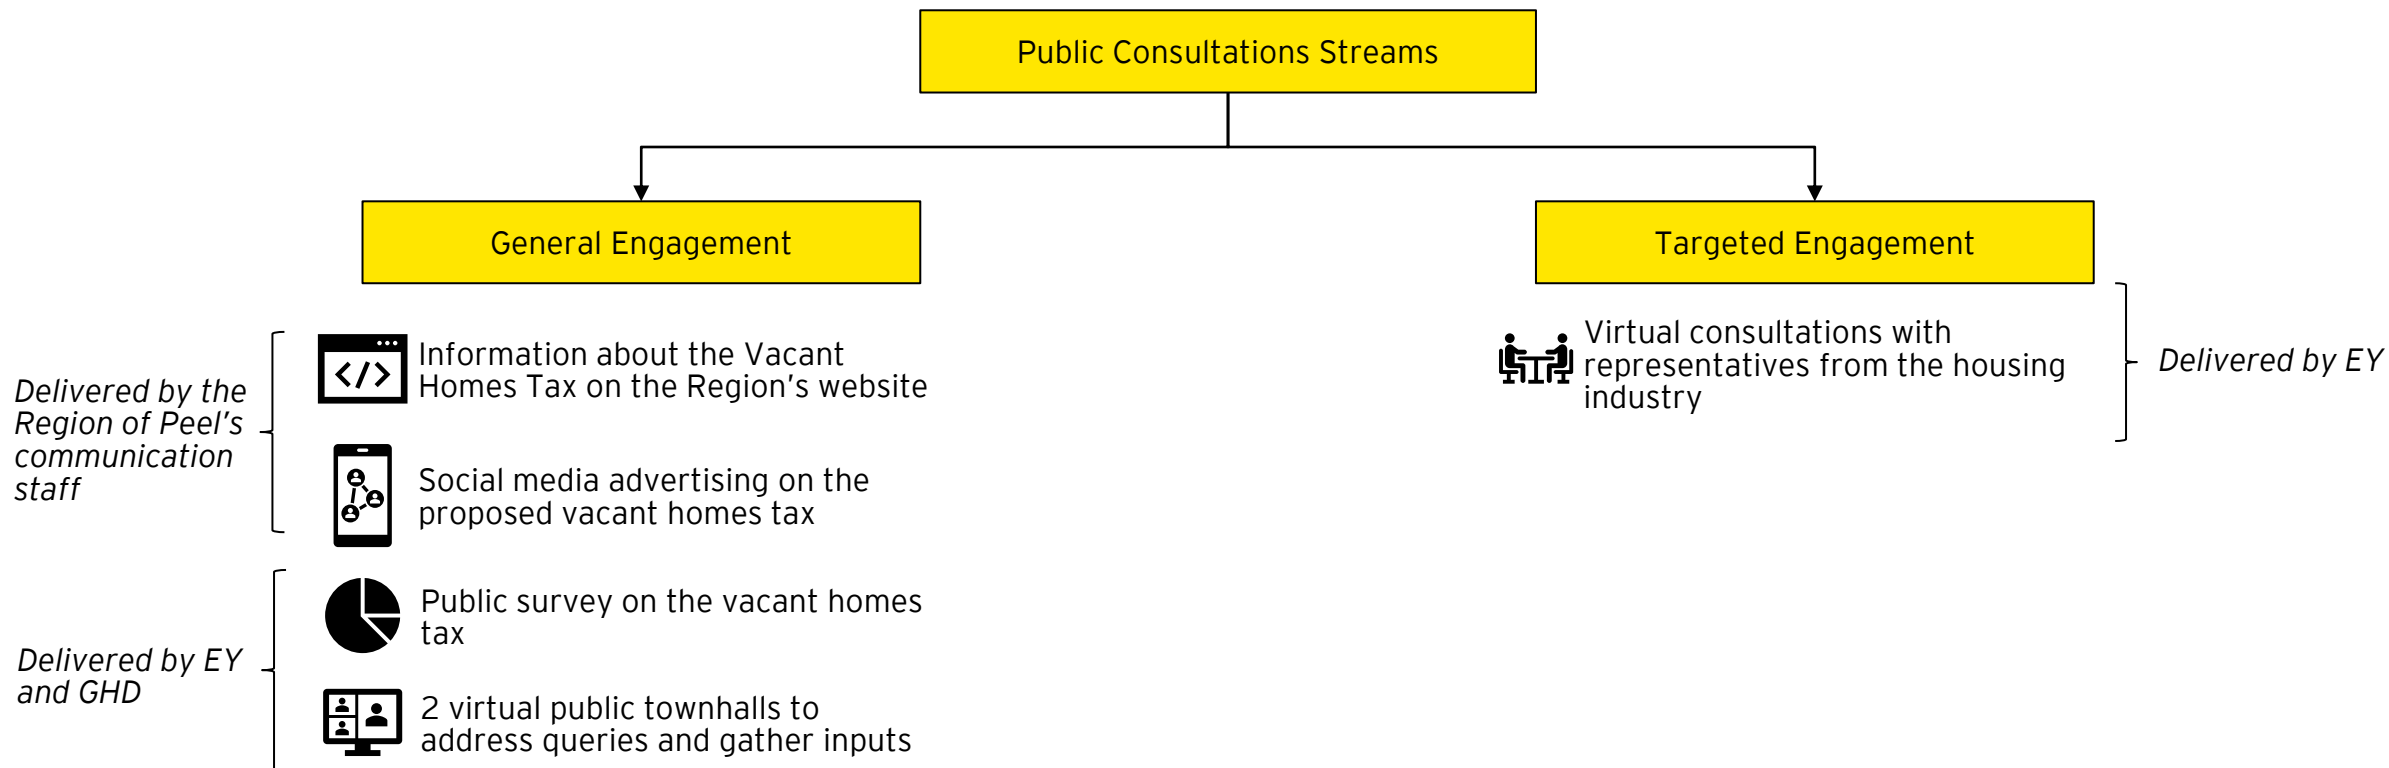 Public Consultations Streams
General Engagement
Targeted Engagement
Delivered by the
Region of Peel's
communication
staff
Information about the Vacant
Homes Tax on the Region's website
Social media advertising on the
proposed vacant homes tax
Delivered by EY
and GHD
Public survey on the vacant homes
tax
2 virtual public townhalls to
address queries and gather inputs
Virtual consultations with
representatives from the housing
industry
Delivered by EY